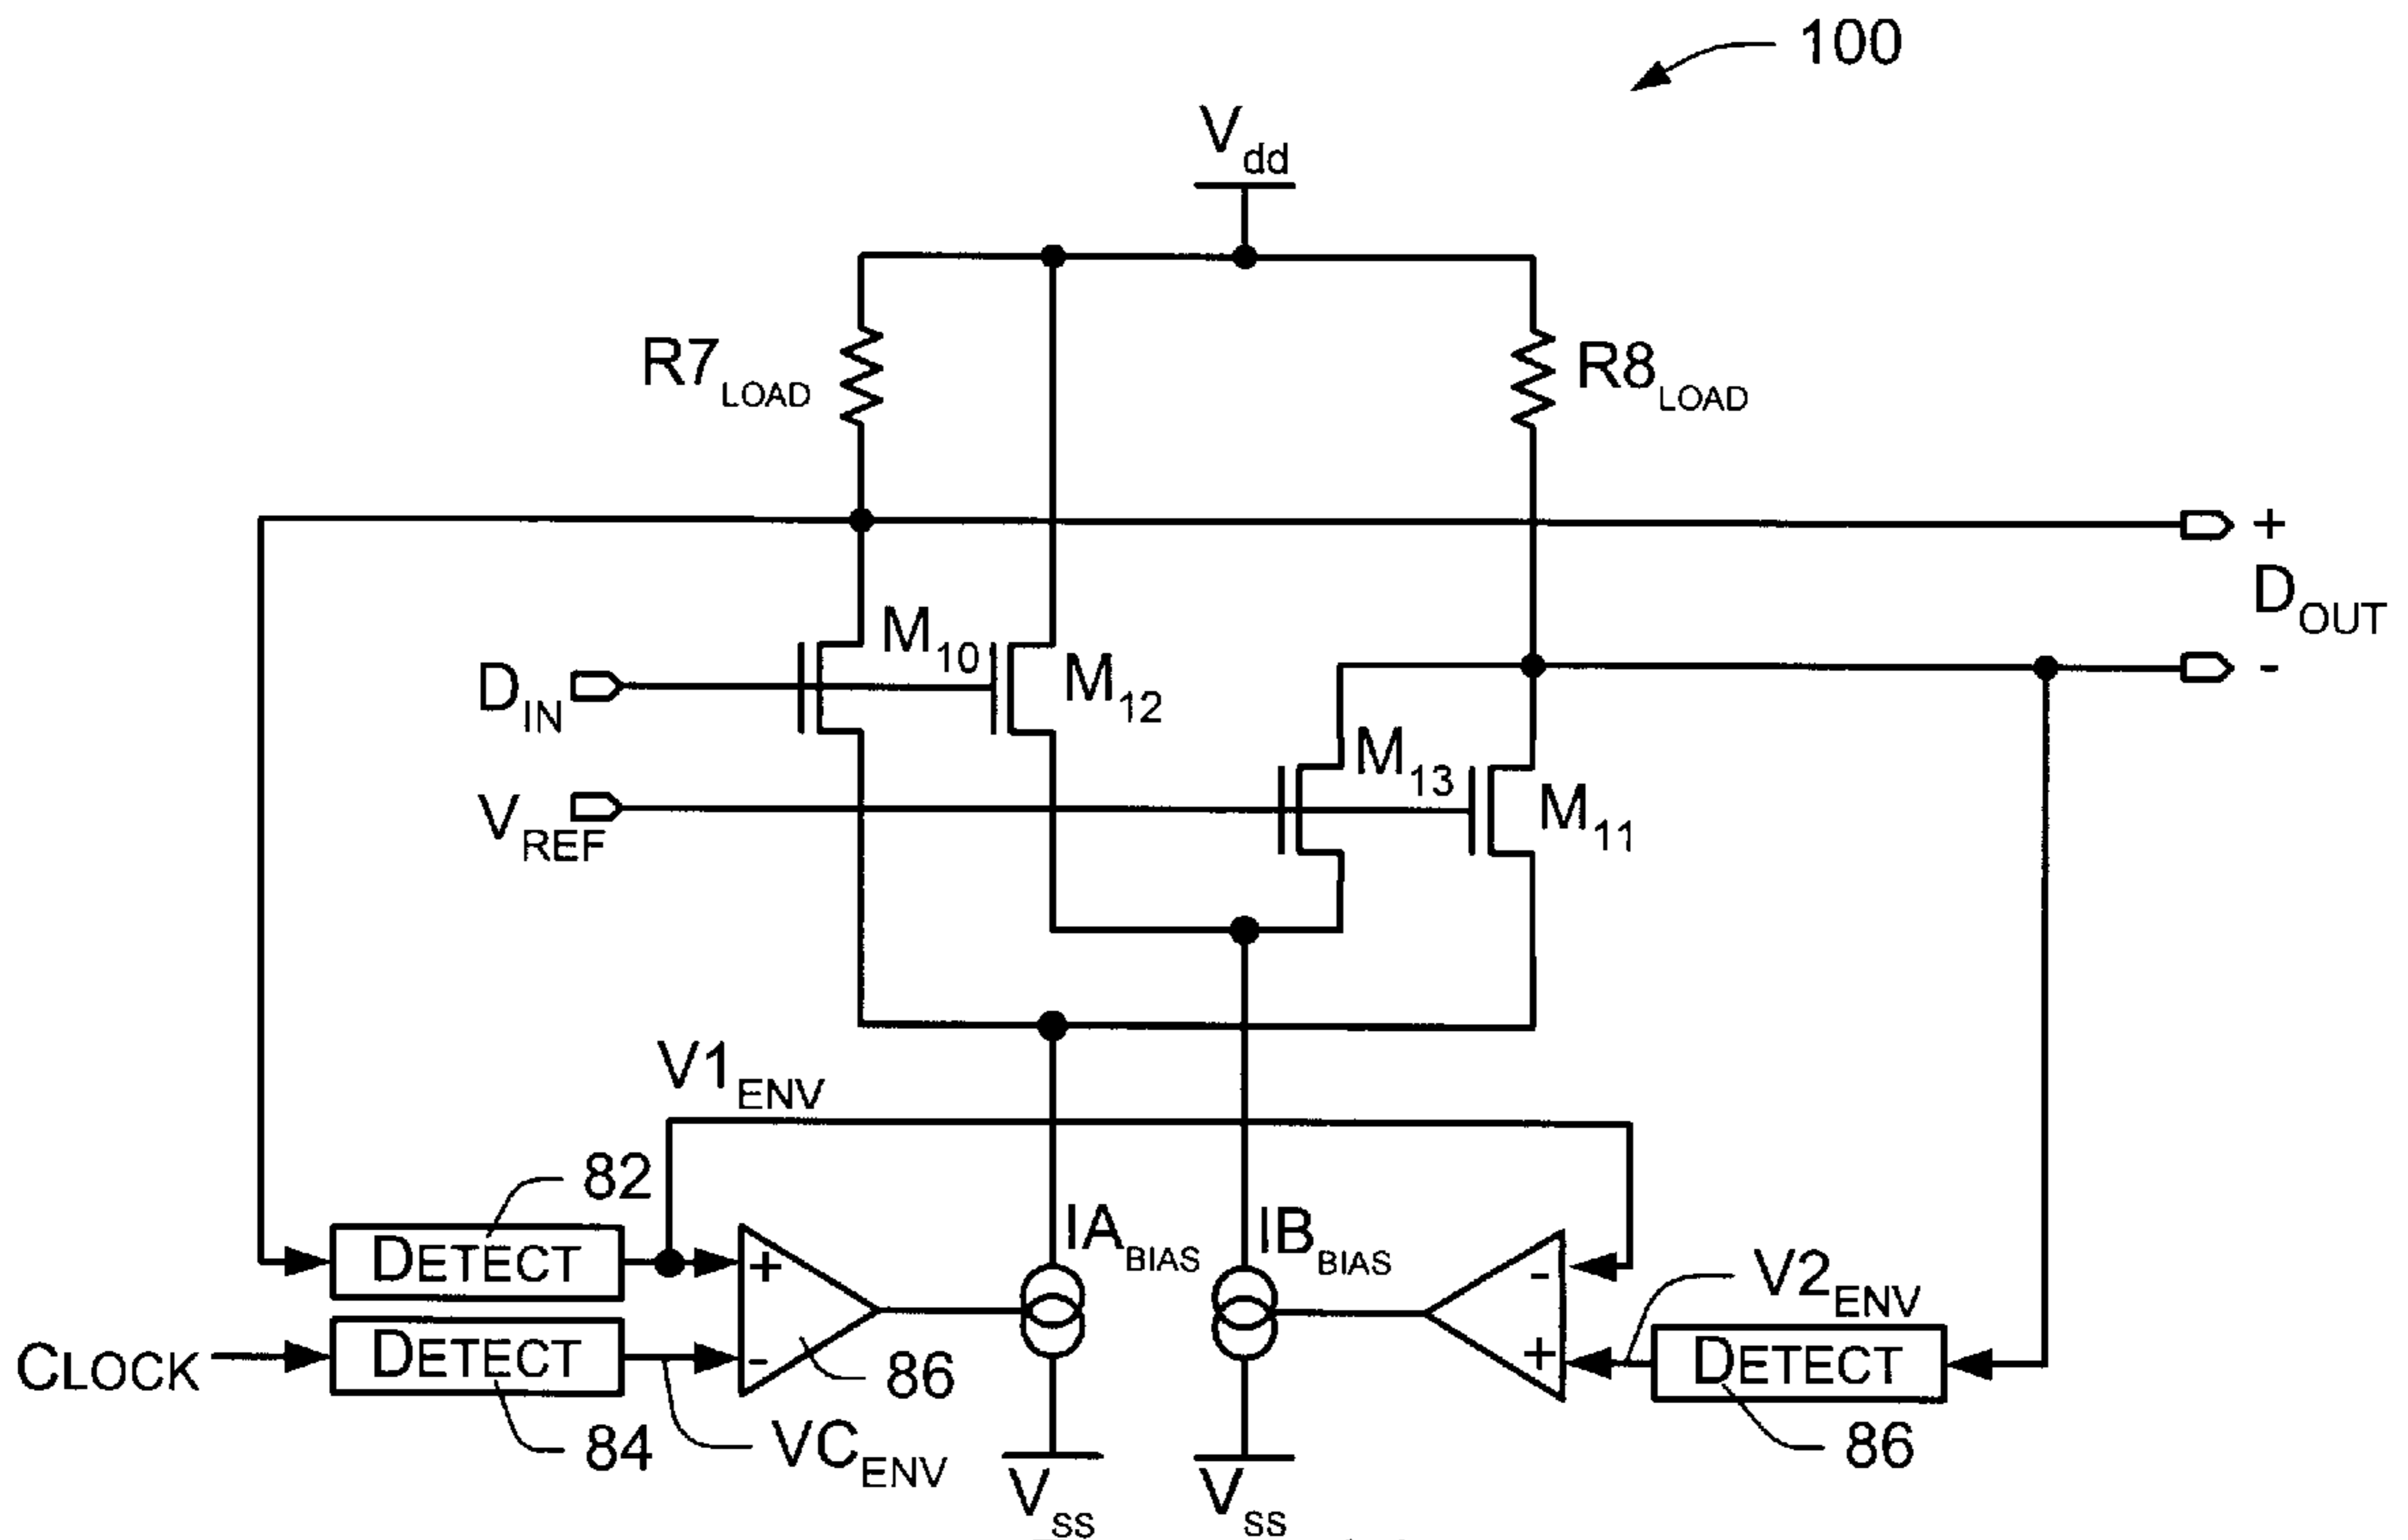 100
Vdd
R7LOAD
R8LOAD
+
DOUT
-
M10
M12
DIN
M13
M11
VREF
V1ENV
82
DETECT
+
IABIAS
IBBIAS
-
V2ENV
CLOCK
DETECT
-
86
+
DETECT
84
VCENV
86
VSS
VSS